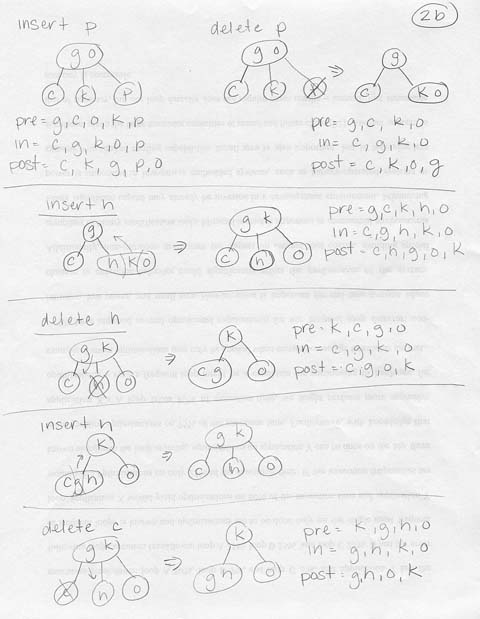 2b
insert p
delete p
g o
c k p
g o
c k x
⇒
g
c k o
pre = g, c, o, k, p
in = c, g, k, o, p
post = c, k, g, p, o
pre = g, c, k, o
in = c, g, k, o
post = c, k, o, g
insert h
g
c h k o
⇒
g k
c h o
pre = g, c, k, h, o
in = c, g, h, k, o
post = c, h, g, o, k
delete h
g k
c h o
⇒
k
c g o
pre = k, c, g, o
in = c, g, k, o
post = c, g, o, k
insert h
k
c g h o
⇒
g k
c h o
delete c
g k
c h o
⇒
k
g h o
pre = k, g, h, o
in = g, h, k, o
post = g, h, o, k